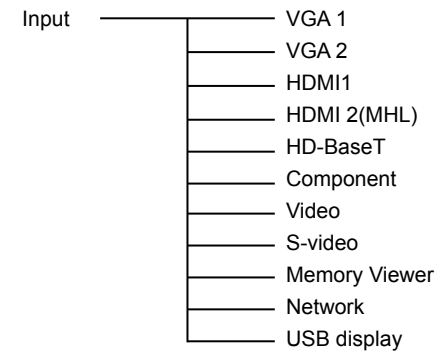 Input VGA 1
VGA 2
HDMI1
HDMI 2(MHL)
HD-BaseT
Component
Video
S-video
Memory Viewer
Network
USB display